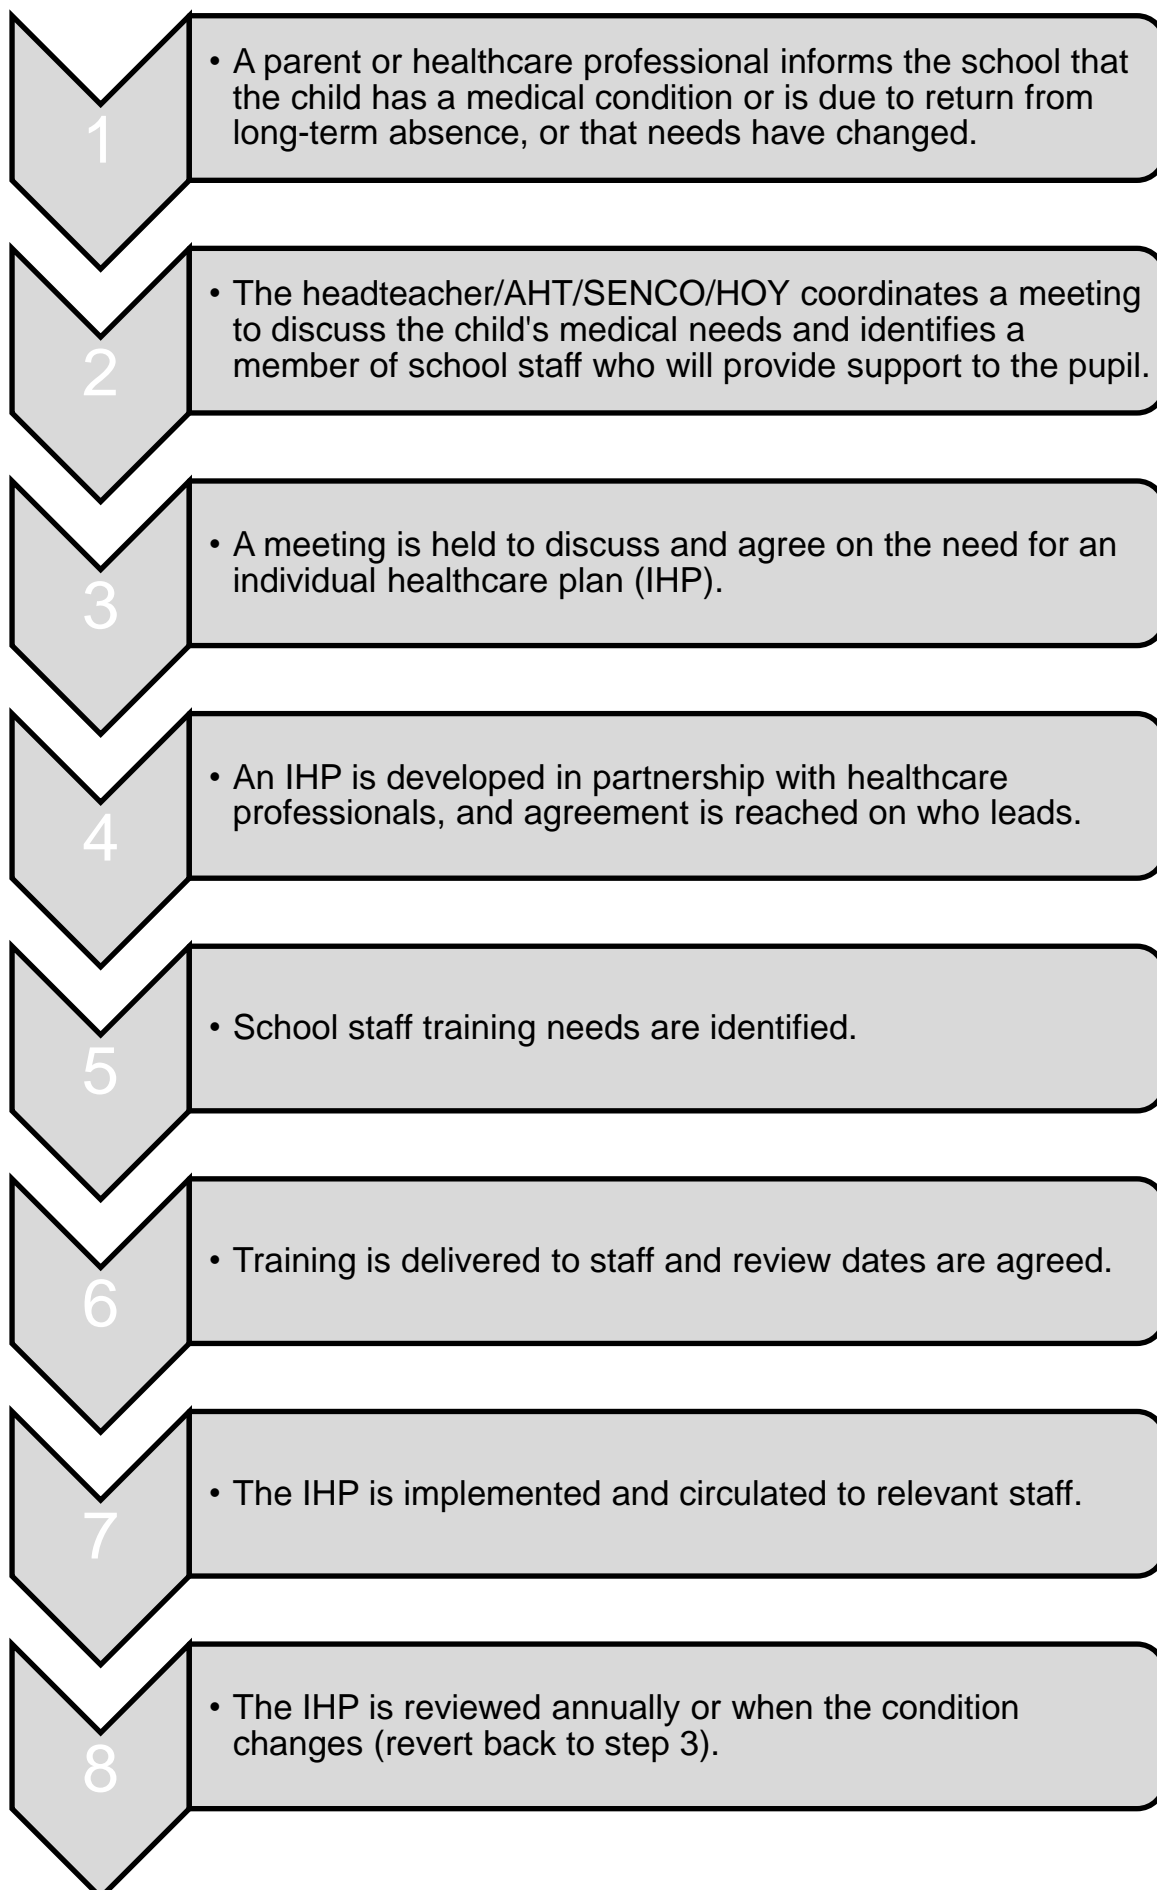 1
• A parent or healthcare professional informs the school that
the child has a medical condition or is due to return from
long-term absence, or that needs have changed.
2
• The headteacher/AHT/SENCO/HOY coordinates a meeting
to discuss the child's medical needs and identifies a
member of school staff who will provide support to the pupil.
3
• A meeting is held to discuss and agree on the need for an
individual healthcare plan (IHP).
4
• An IHP is developed in partnership with healthcare
professionals, and agreement is reached on who leads.
5
• School staff training needs are identified.
6
• Training is delivered to staff and review dates are agreed.
7
• The IHP is implemented and circulated to relevant staff.
8
• The IHP is reviewed annually or when the condition
changes (revert back to step 3).